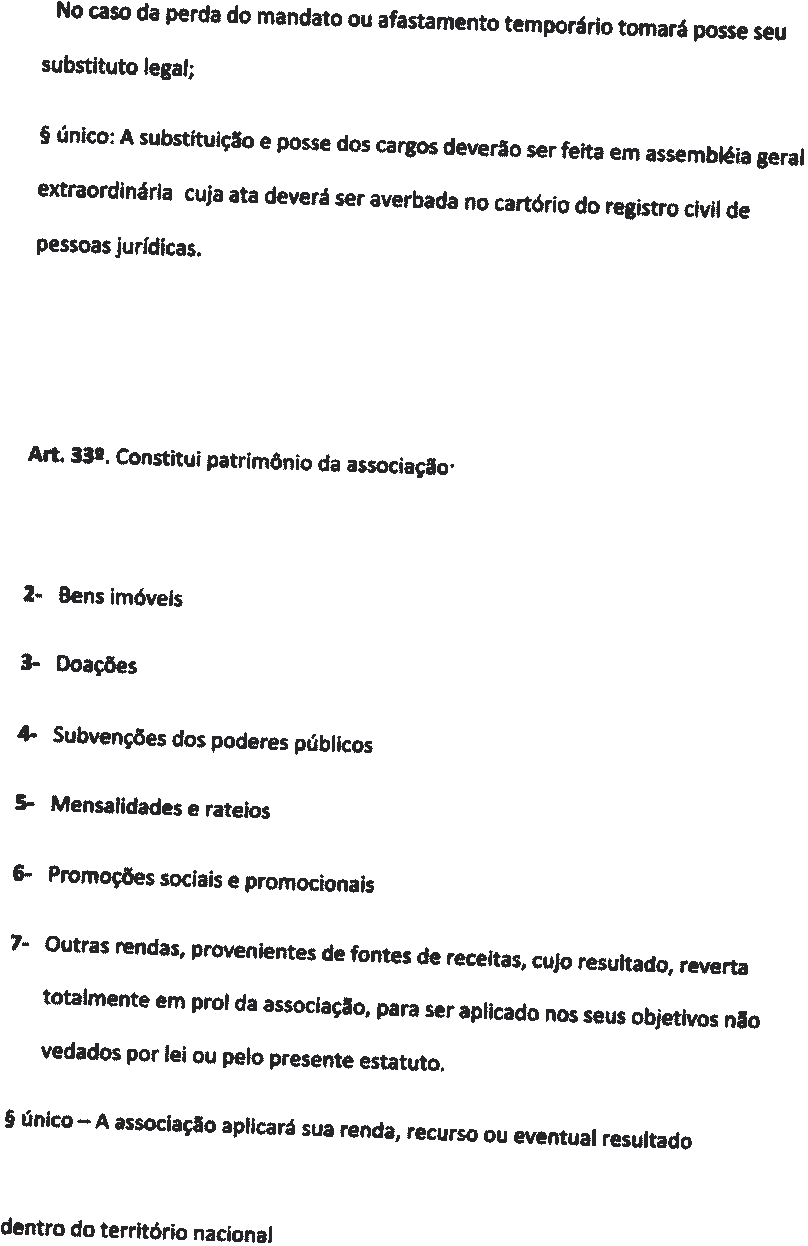 No caso da perda do mandato ou afastamento temporário tomará posse seu
substituto legal;
§ único: A substituição e posse dos cargos deverão ser feita em assembléia geral
extraordinária cuja ata deverá ser averbada no cartório do registro civil de
pessoas jurídicas.
Art. 33º. Constitui patrimônio da associação·
2- Bens imóveis
3- Doações
4- Subvenções dos poderes públicos
5- Mensalidades e rateios
6- Promoções sociais e promocionais
7- Outras rendas, provenientes de fontes de receitas, cujo resultado, reverta
totalmente em prol da associação, para ser aplicado nos seus objetivos não
vedados por lei ou pelo presente estatuto.
§ único – A associação aplicará sua renda, recurso ou eventual resultado
dentro do território nacional